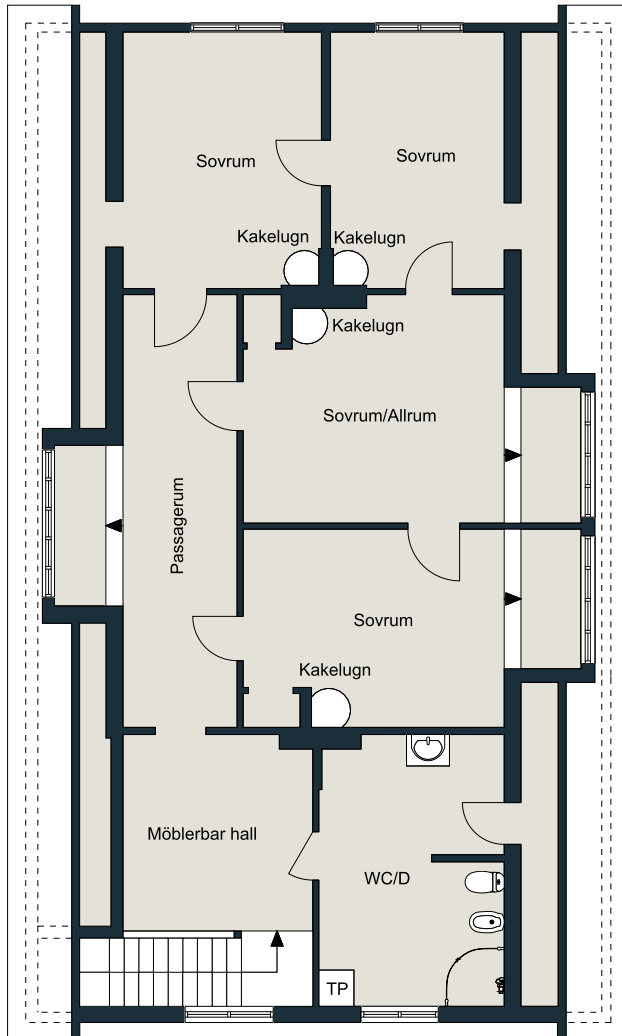 Sovrum
Sovrum
Kakelugn
Kakelugn
Kakelugn
Sovrum/Allrum
Passagerum
Sovrum
Kakelugn
Möblerbar hall
WC/D
TP